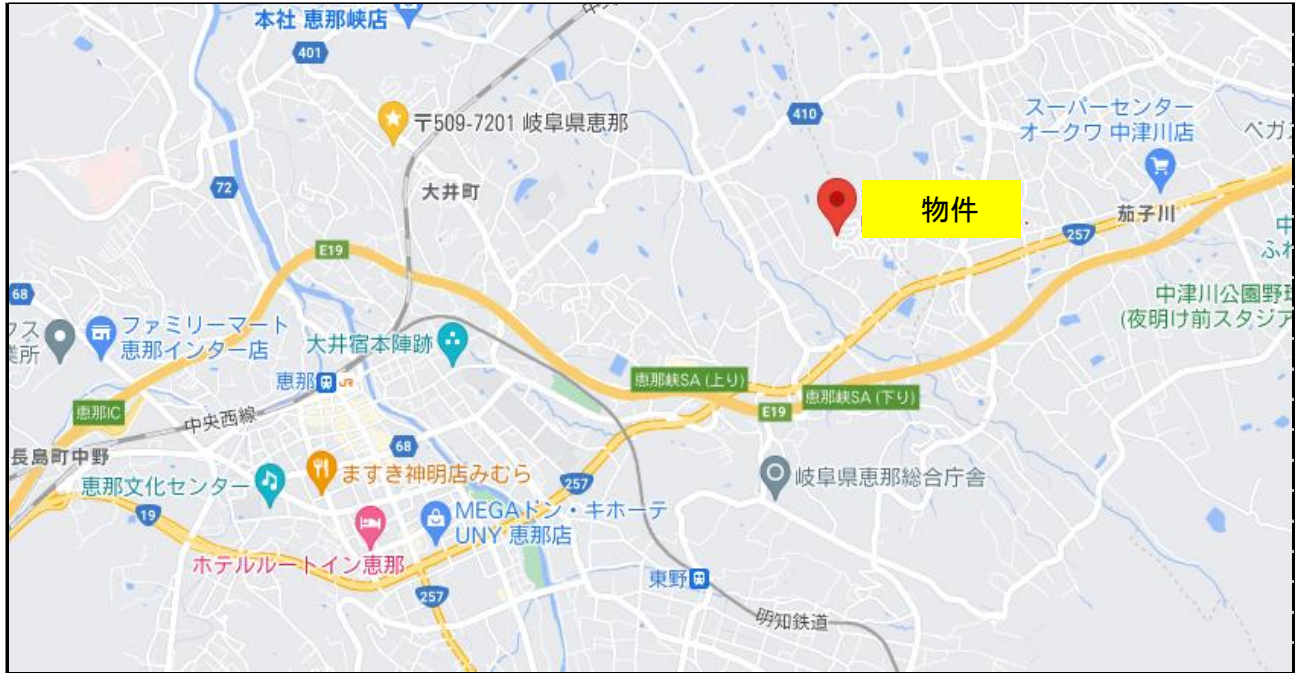 本社 恵那峡店
401
中央
〒509-7201 岐阜県恵那
410
スーパーセンター
オークワ 中津川店
ベガス
72
大井町
物件
茄子川
257
E19
68
ファミリーマート
恵那インター店
大井宿本陣跡
中津川公園野球
(夜明け前スタジア
恵那
JR
恵那峡SA (上り)
恵那峡SA (下り)
E19
恵那IC
中央西線
68
長島町中野
ますき神明店みむら
恵那文化センター
257
岐阜県恵那総合庁舎
MEGAドン・キホーテ
UNY 恵那店
19
ホテルルートイン恵那
東野
257
明知鉄道